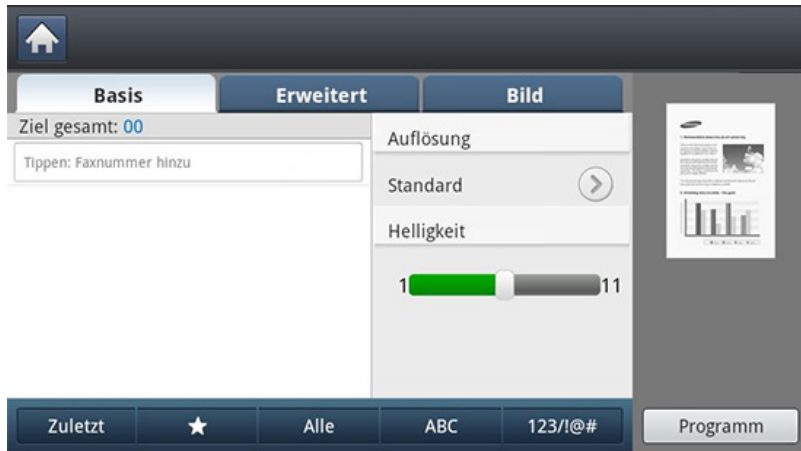 Basis
Erweitert
Bild
Ziel gesamt: 00
Tippen: Faxnummer hinzu
Auflösung
Standard
Helligkeit
1
11
Zuletzt
Alle
ABC
123/!@#
Programm